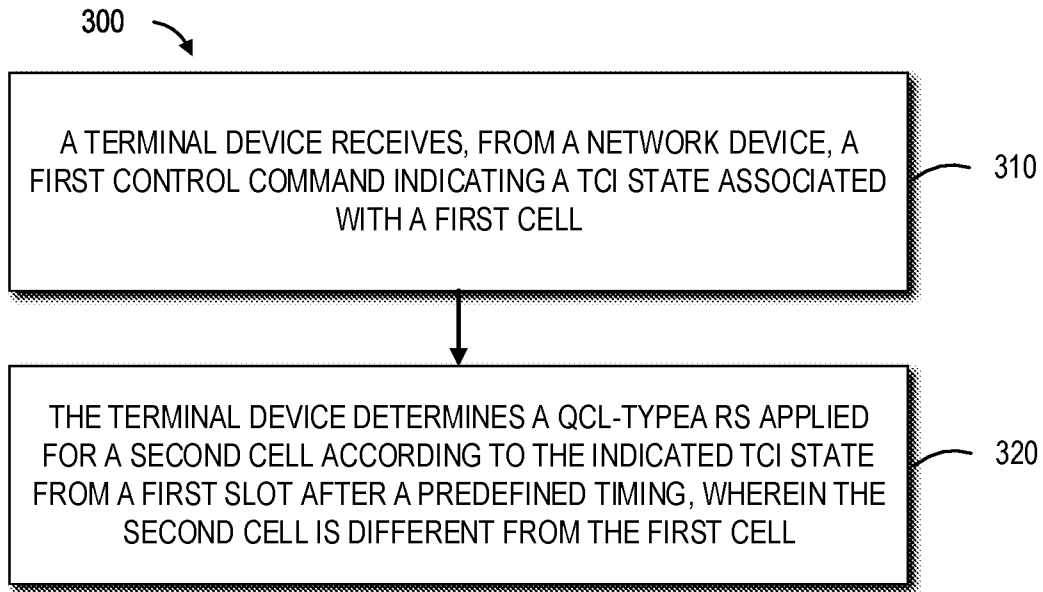 300
A TERMINAL DEVICE RECEIVES, FROM A NETWORK DEVICE, A
FIRST CONTROL COMMAND INDICATING A TCI STATE ASSOCIATED
WITH A FIRST CELL
310
THE TERMINAL DEVICE DETERMINES A QCL-TYPEA RS APPLIED
FOR A SECOND CELL ACCORDING TO THE INDICATED TCI STATE
FROM A FIRST SLOT AFTER A PREDEFINED TIMING, WHEREIN THE
SECOND CELL IS DIFFERENT FROM THE FIRST CELL
320